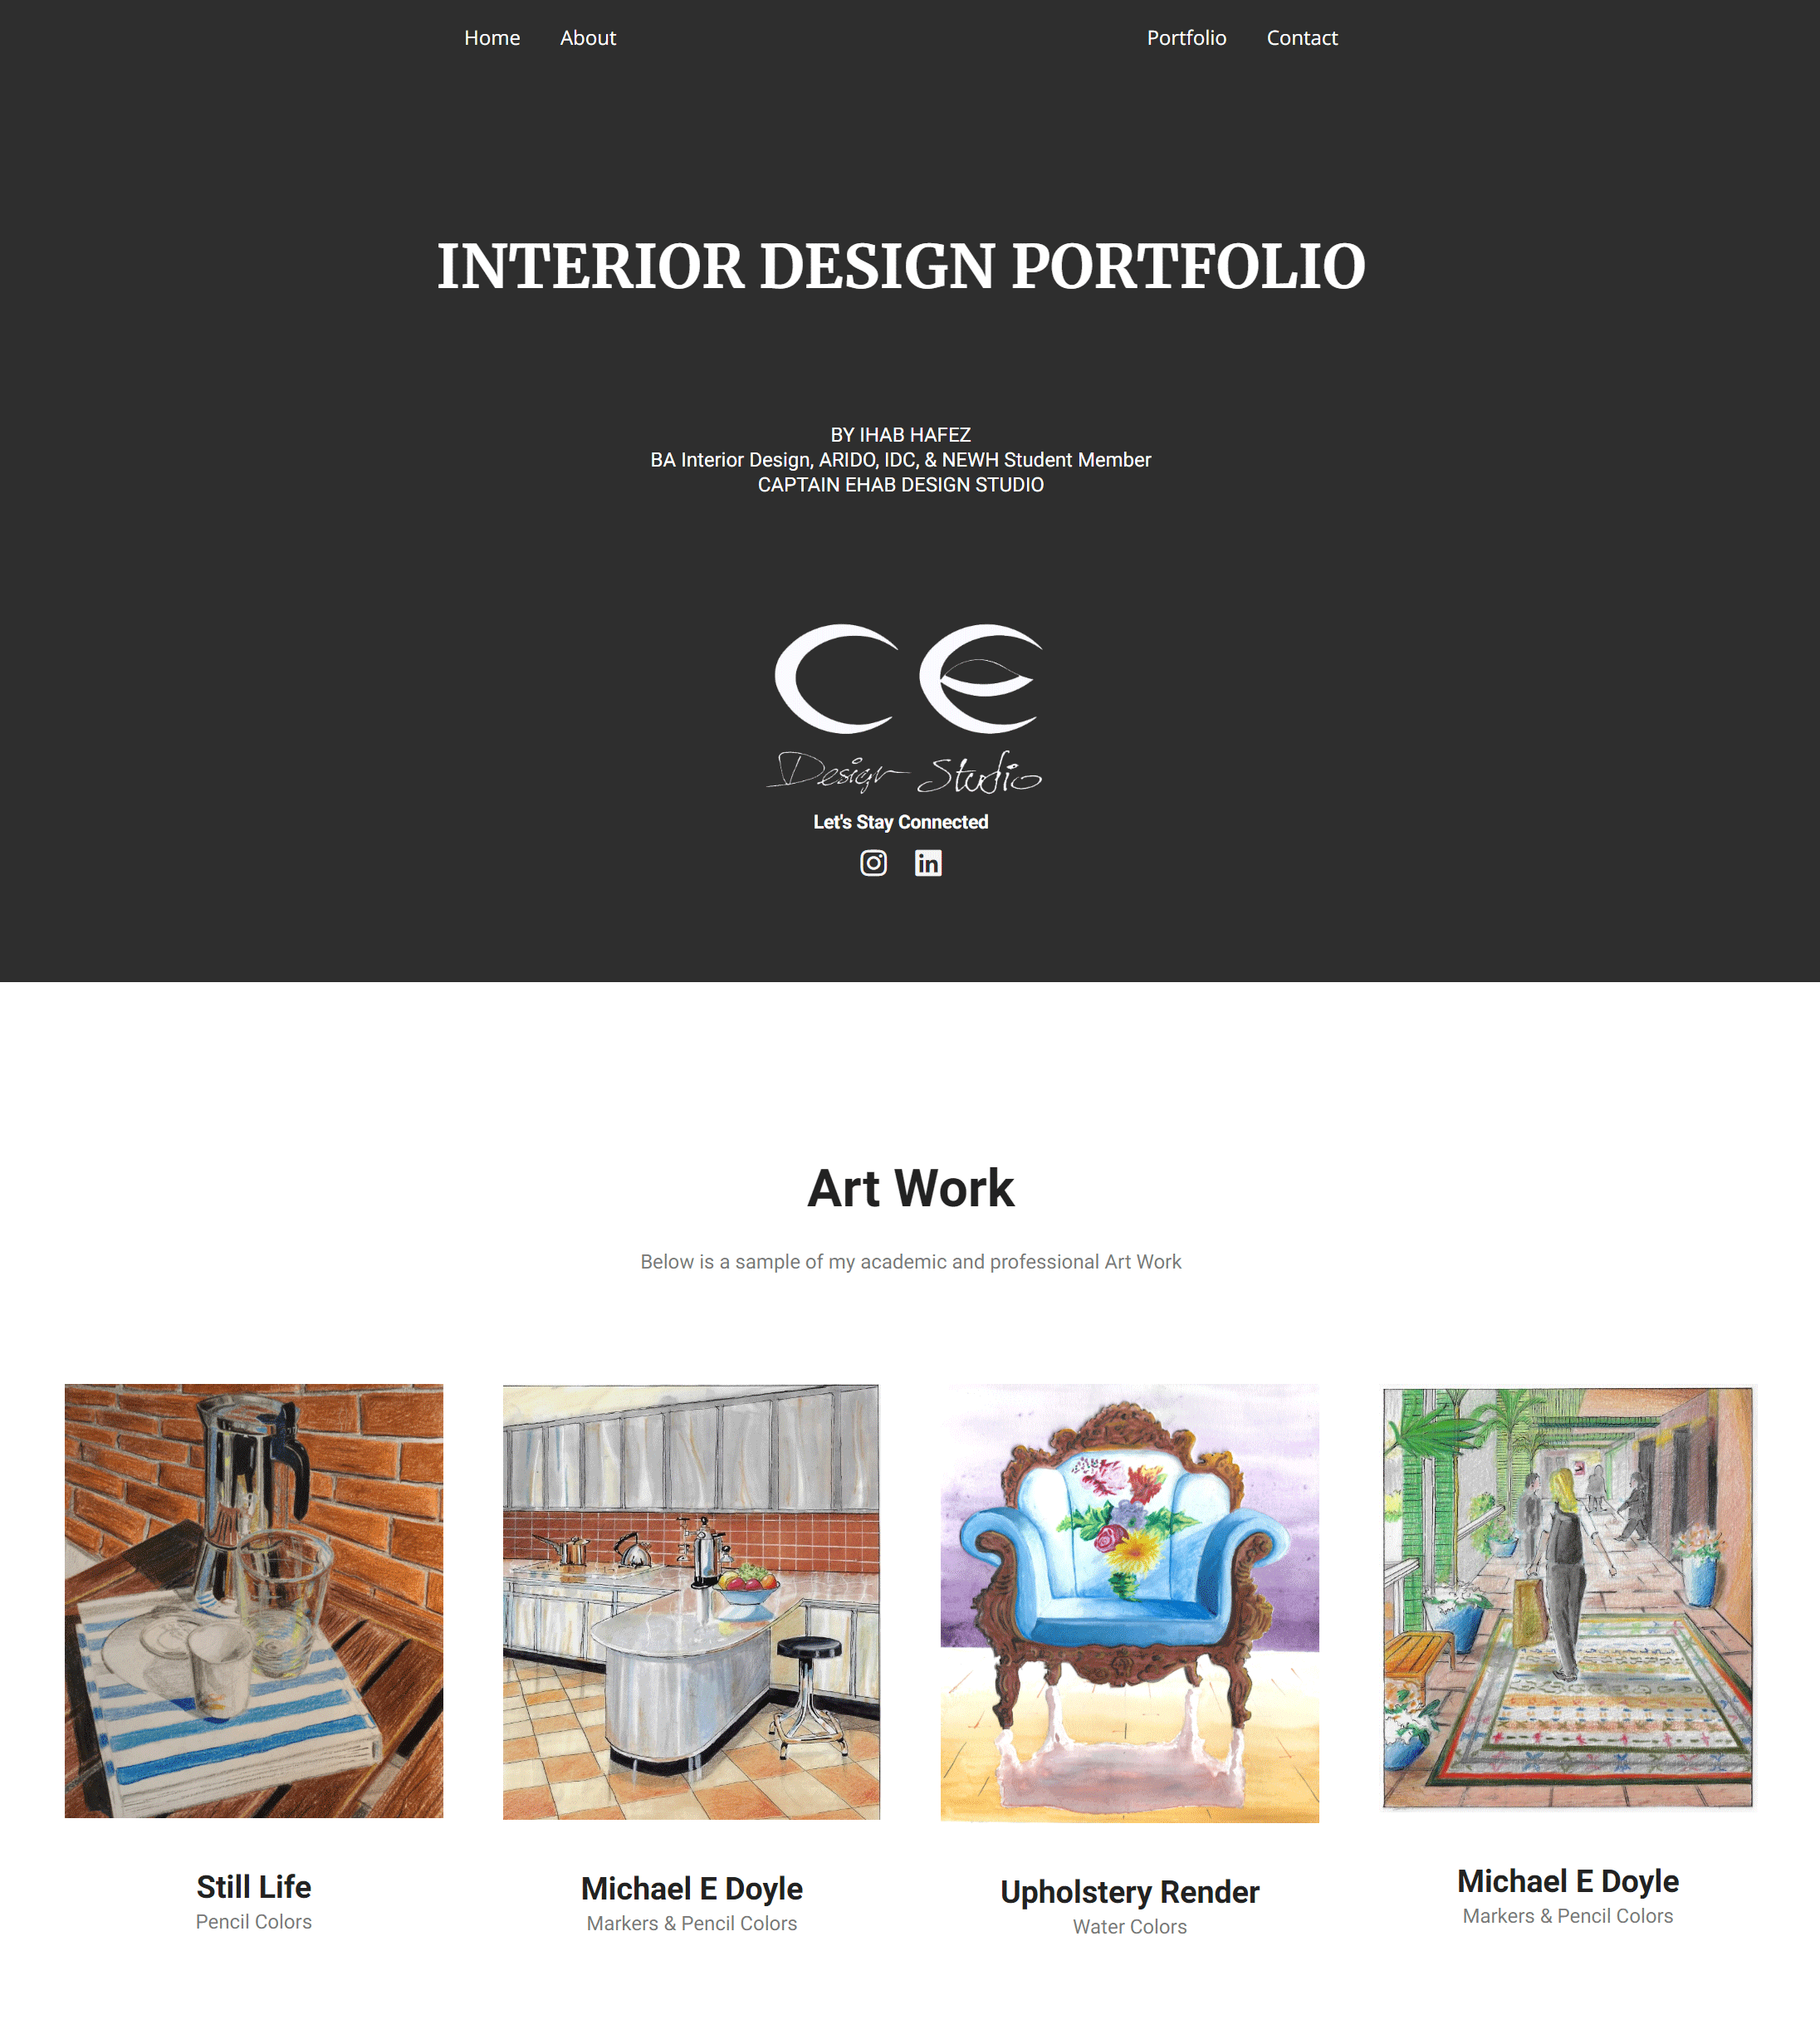 Home About Portfolio Contact
INTERIOR DESIGN PORTFOLIO
BY IHAB HAFEZ
BA Interior Design, ARIDO, IDC, & NEWH Student Member
CAPTAIN EHAB DESIGN STUDIO
CE
Design Studio
Let's Stay Connected
Art Work
Below is a sample of my academic and professional Art Work
Still Life
Pencil Colors
Michael E Doyle
Markers & Pencil Colors
Upholstery Render
Water Colors
Michael E Doyle
Markers & Pencil Colors